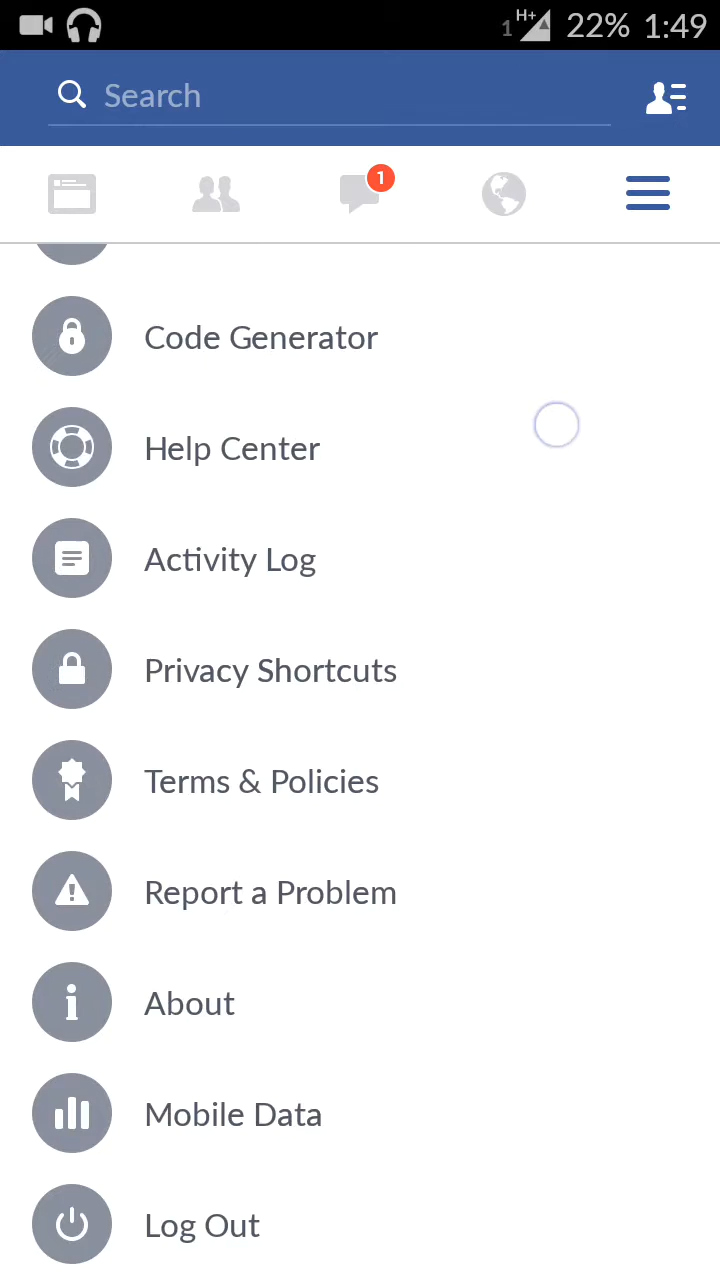 1 H+ 22% 1:49
Search
1
Code Generator
Help Center
Activity Log
Privacy Shortcuts
Terms & Policies
Report a Problem
About
Mobile Data
Log Out